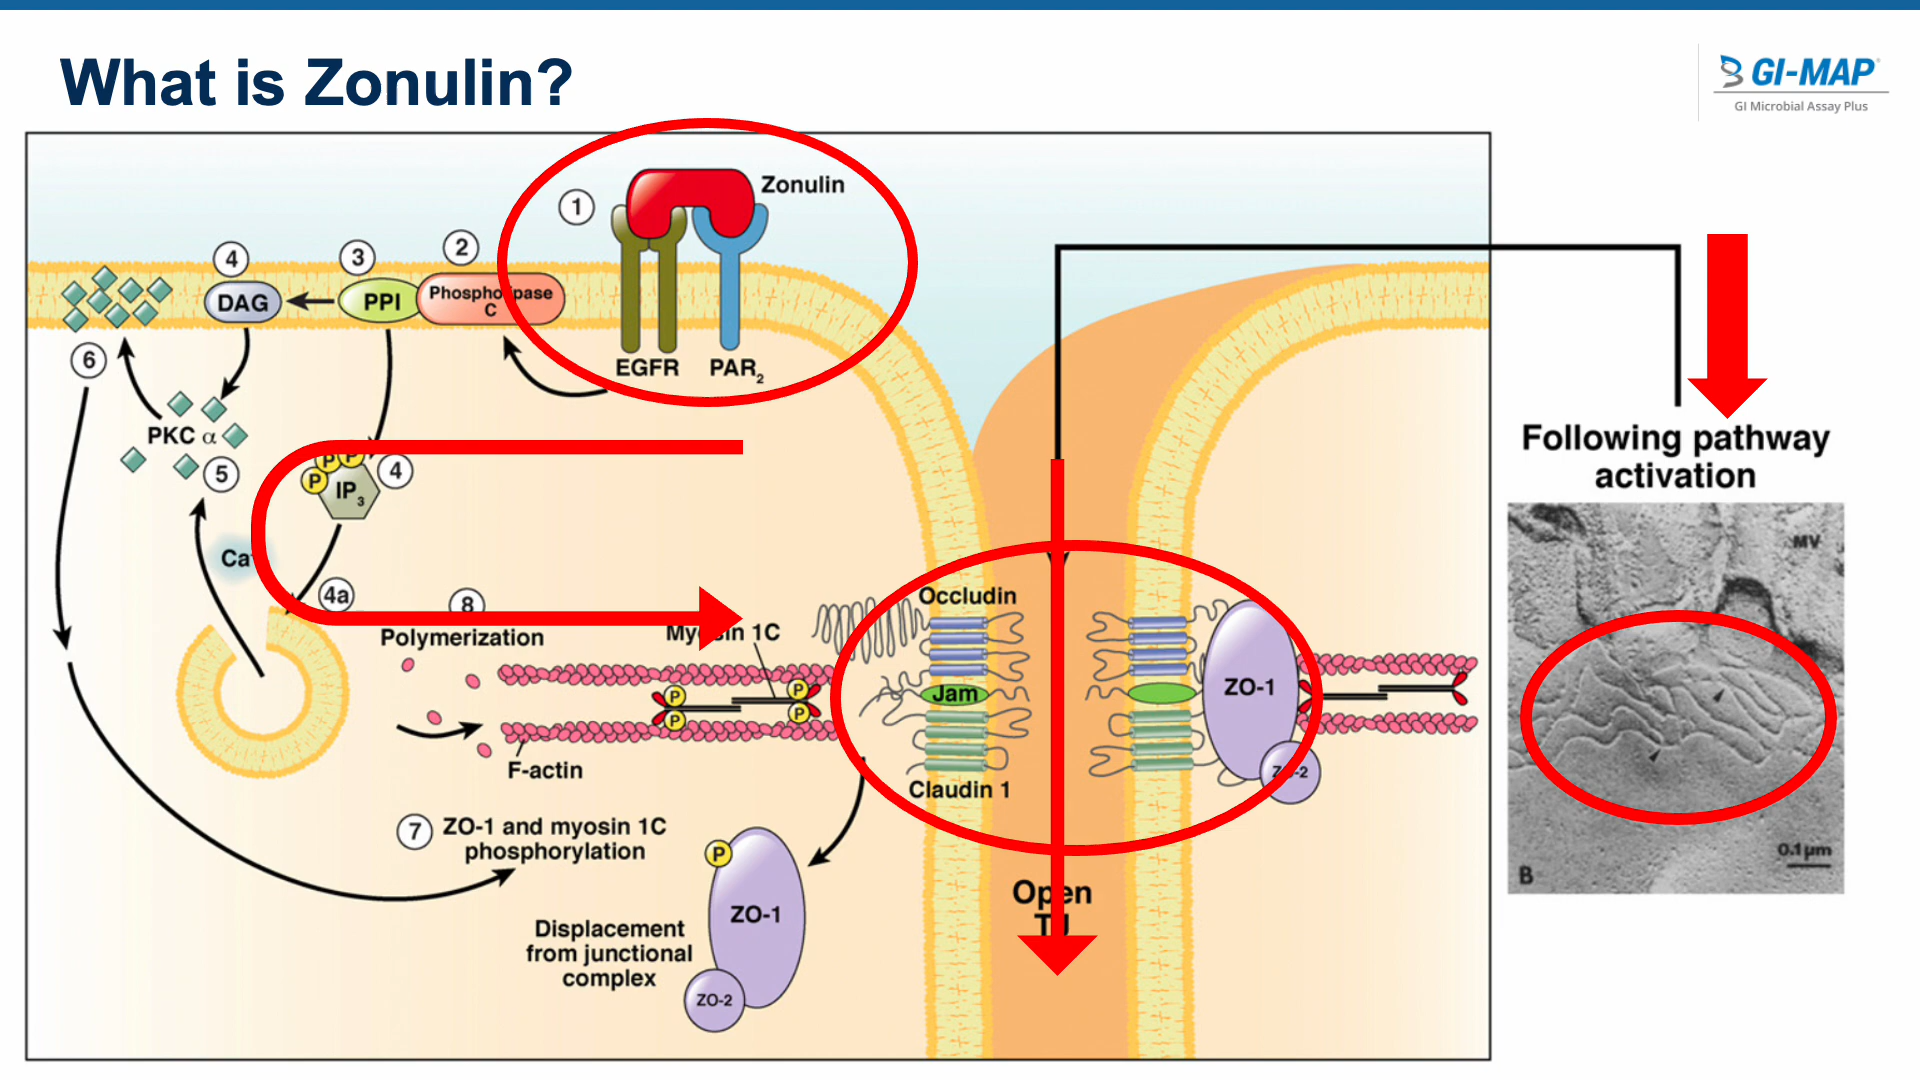 What is Zonulin?
GI-MAP
GI Microbial Assay Plus
1
Zonulin
2
3
4
DAG
PPI
Phospholipase
C
EGFR
PAR2
6
PKC α
5
P
P
P
IP3
4
Ca
4a
8
Polymerization
Myosin 1C
P
P
P
P
F-actin
7
ZO-1 and myosin 1C
phosphorylation
Displacement
from junctional
complex
P
ZO-1
ZO-2
Occludin
Jam
Claudin 1
Open
TJ
ZO-1
ZO-2
Following pathway
activation
MV
0.1µm
B